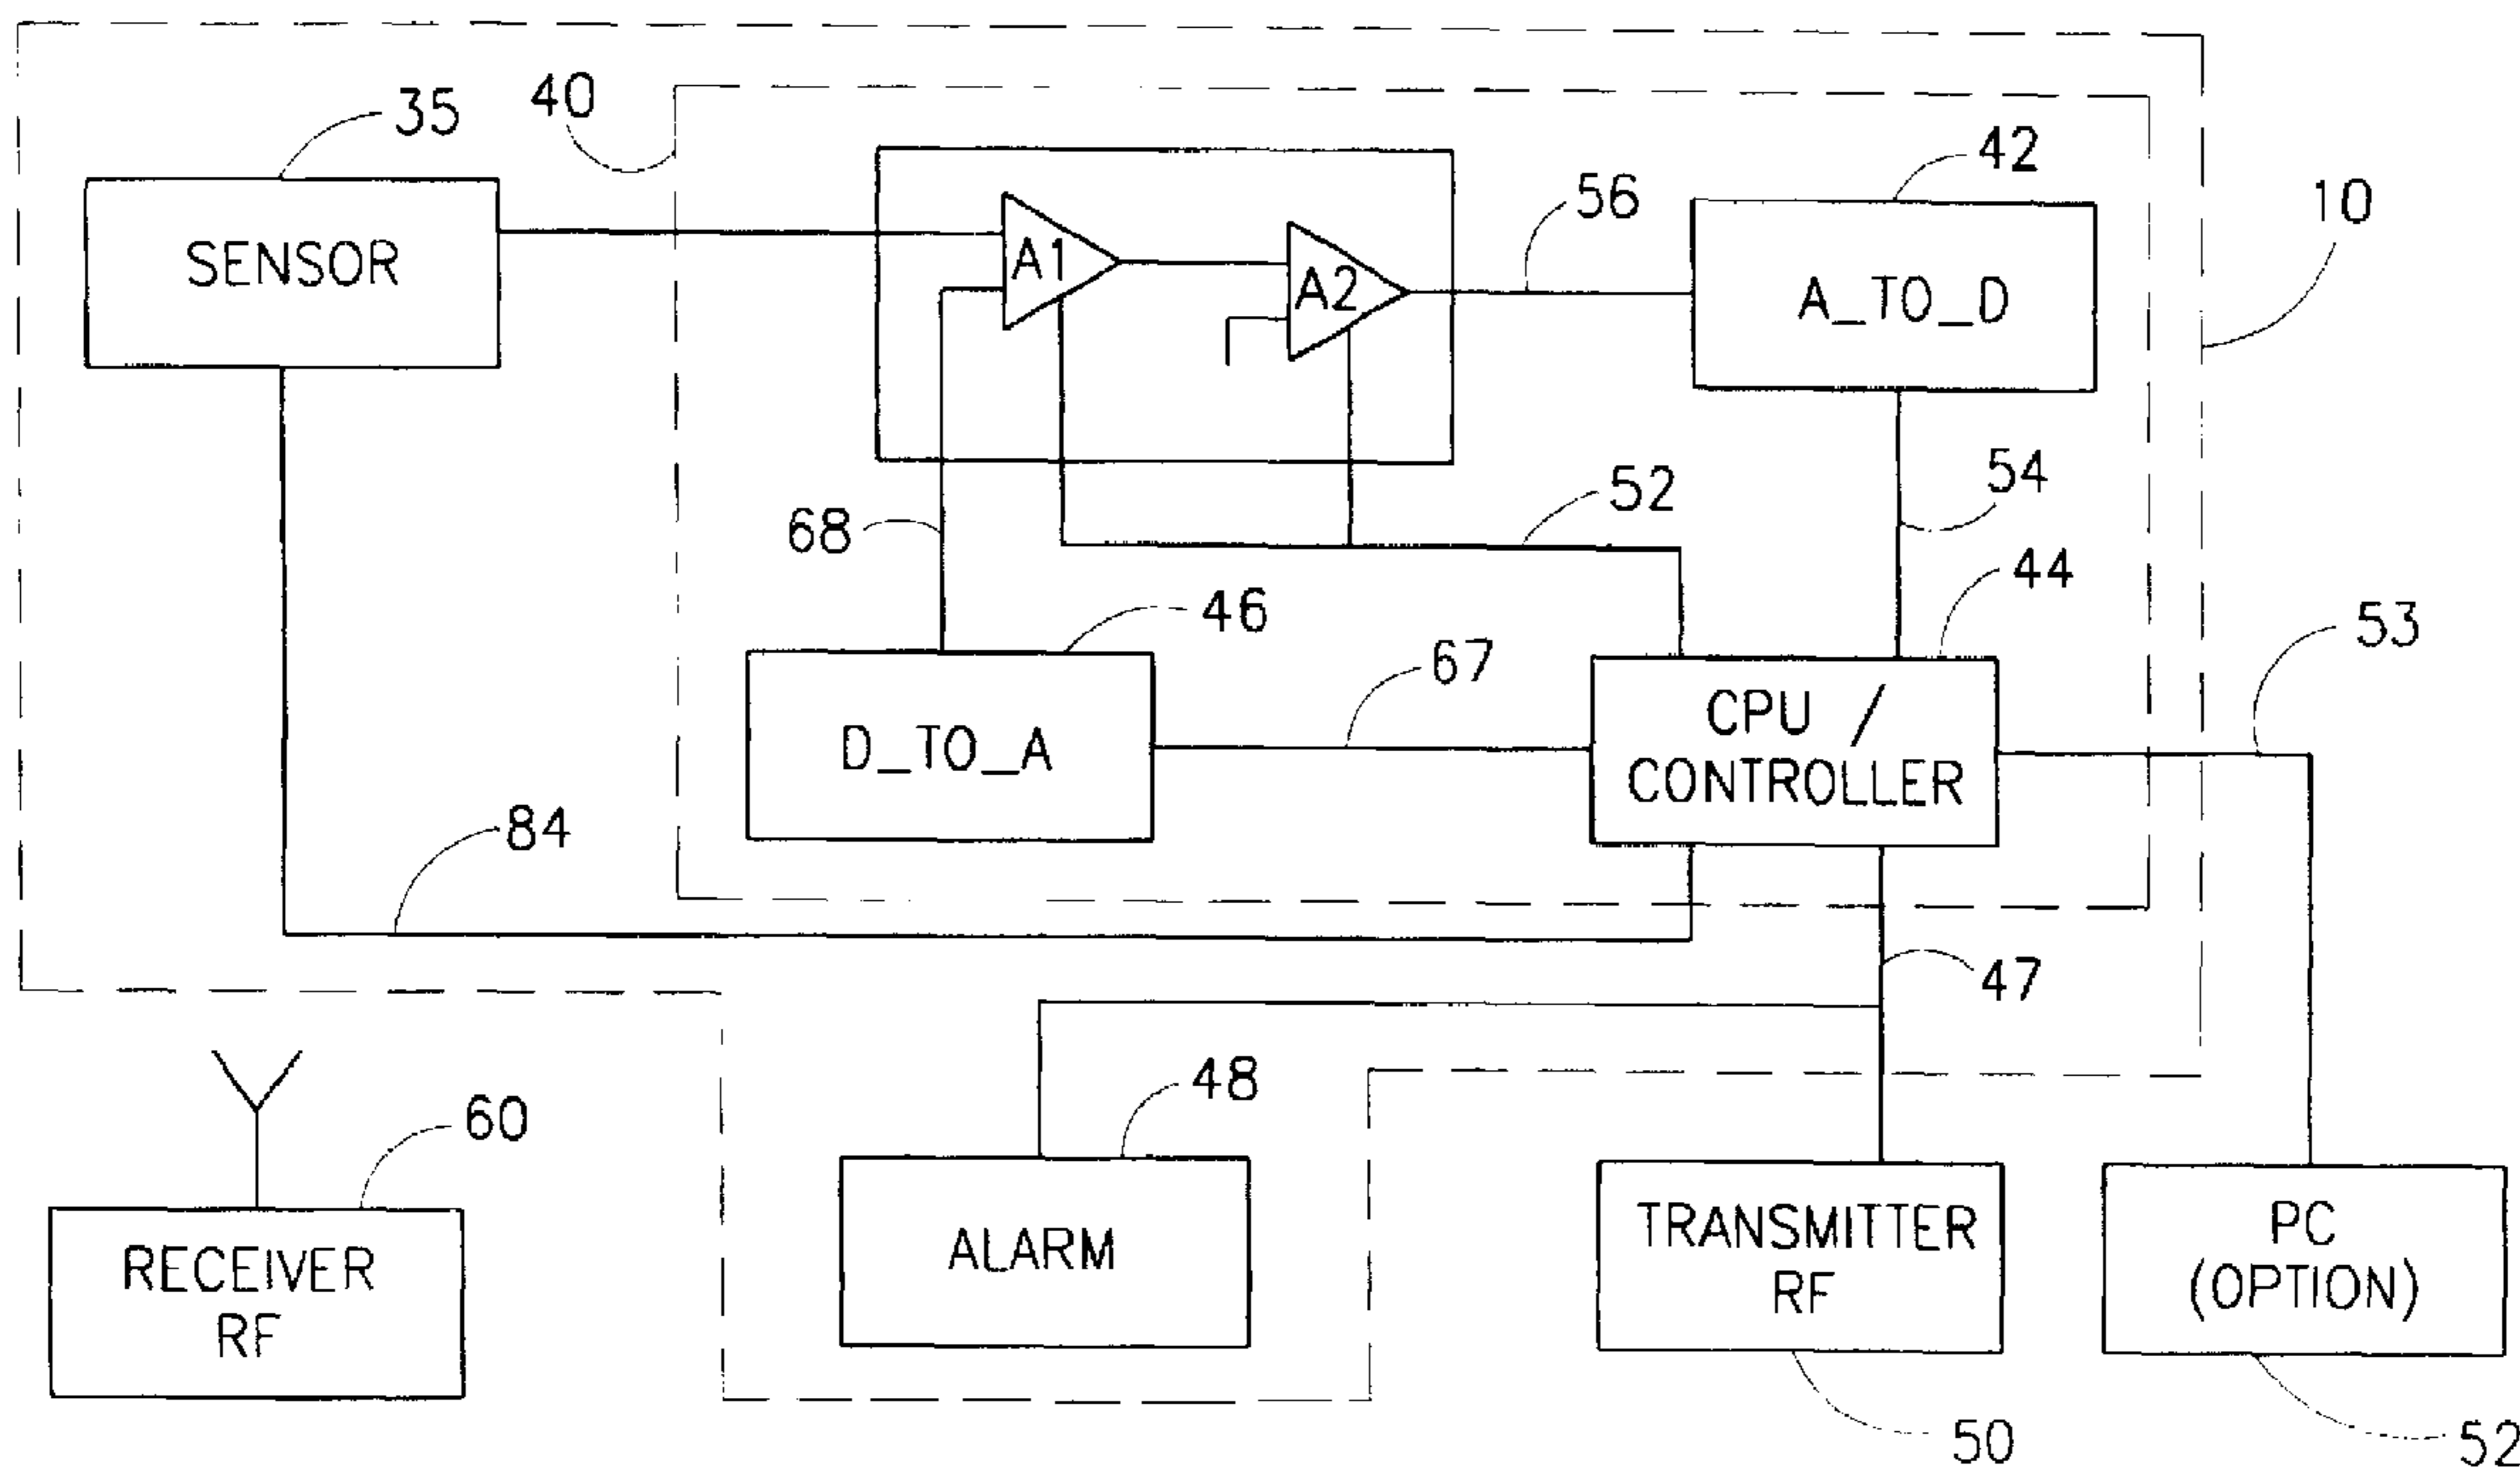 35
40
42
10
56
SENSOR
A1
A2
A_TO_D
52
54
68
44
46
53
67
CPU /
CONTROLLER
D_TO_A
84
47
48
60
RECEIVER
RF
ALARM
TRANSMITTER
RF
PC
(OPTION)
50
52